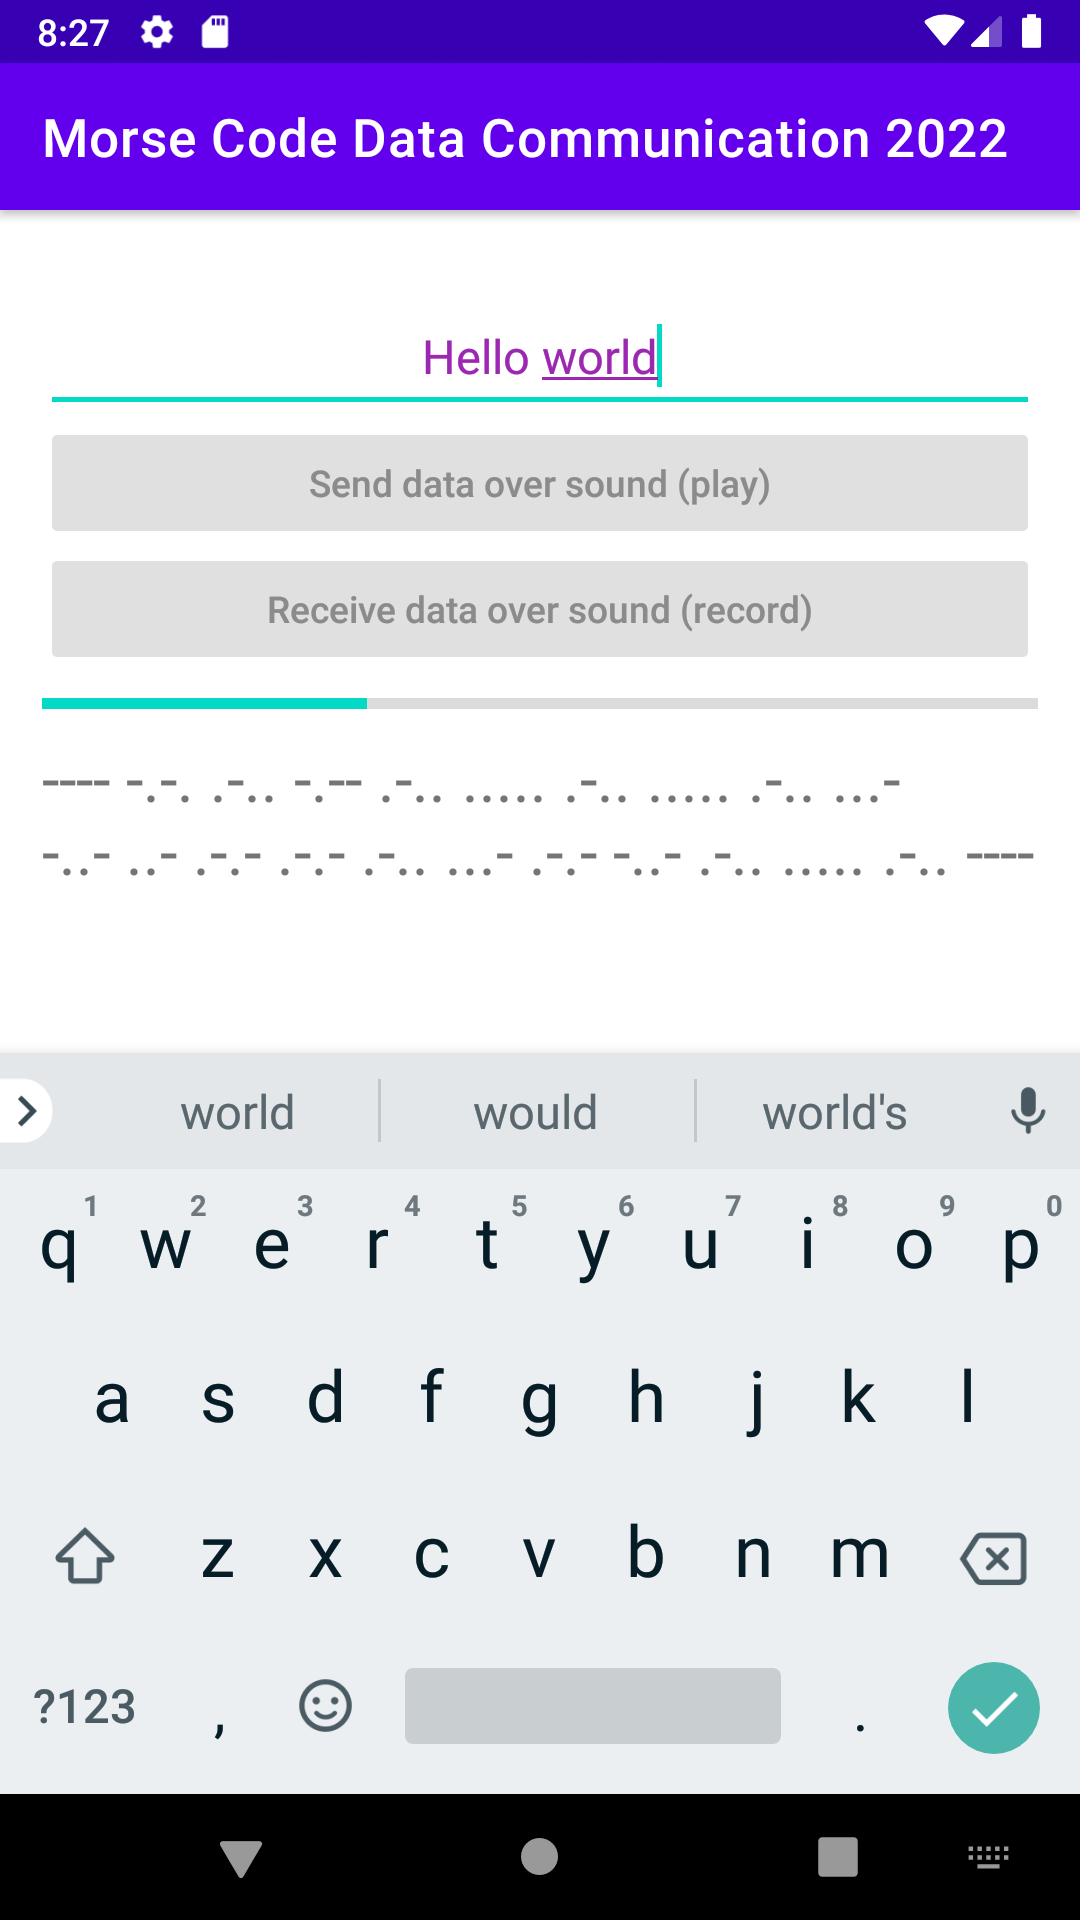 8:27
Morse Code Data Communication 2022
Hello world
Send data over sound (play)
Receive data over sound (record)
---- -.-. .-.. -.-- .-.. ..... .-.. ..... .-.. ...-
-..- ..- .-.- .-.- .-.. ...- .-.- -..- .-.. ..... .-.. ----
world would world's
1 2 3 4 5 6 7 8 9 0
q w e r t y u i o p
a s d f g h j k l
z x c v b n m
?123 , .